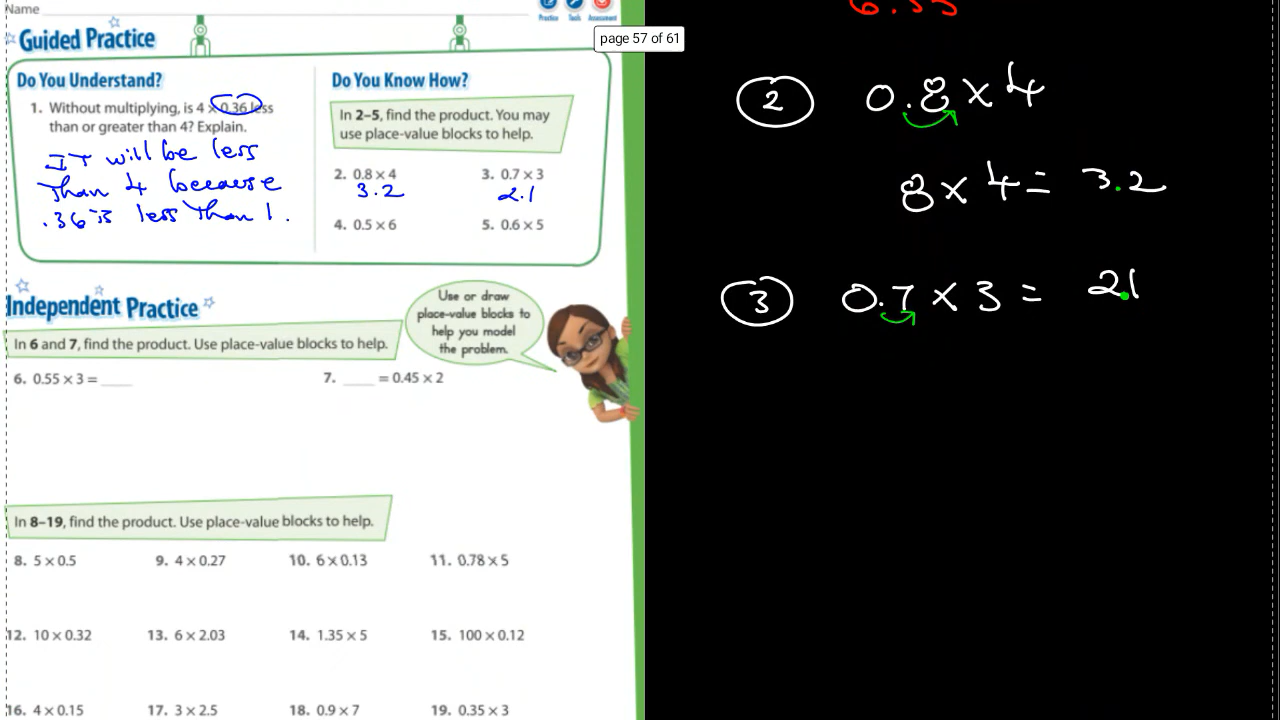 Name
Practice Tools Assessment
Guided Practice
page 57 of 61
Do You Understand?
1. Without multiplying, is 4 × 0.36 less
than or greater than 4? Explain.
It will be less
than 4 because
.36 is less than 1.
Do You Know How?
In 2–5, find the product. You may
use place-value blocks to help.
2. 0.8 × 4
3.2
3. 0.7 × 3
2.1
4. 0.5 × 6
5. 0.6 × 5
Independent Practice
Use or draw
place-value blocks to
help you model
the problem.
In 6 and 7, find the product. Use place-value blocks to help.
6. 0.55 × 3 = ____
7. ____ = 0.45 × 2
In 8–19, find the product. Use place-value blocks to help.
8. 5 × 0.5
9. 4 × 0.27
10. 6 × 0.13
11. 0.78 × 5
12. 10 × 0.32
13. 6 × 2.03
14. 1.35 × 5
15. 100 × 0.12
16. 4 × 0.15
17. 3 × 2.5
18. 0.9 × 7
19. 0.35 × 3
2 0.8 × 4
8 × 4 = 3.2
3 0.7 × 3 = 2.1